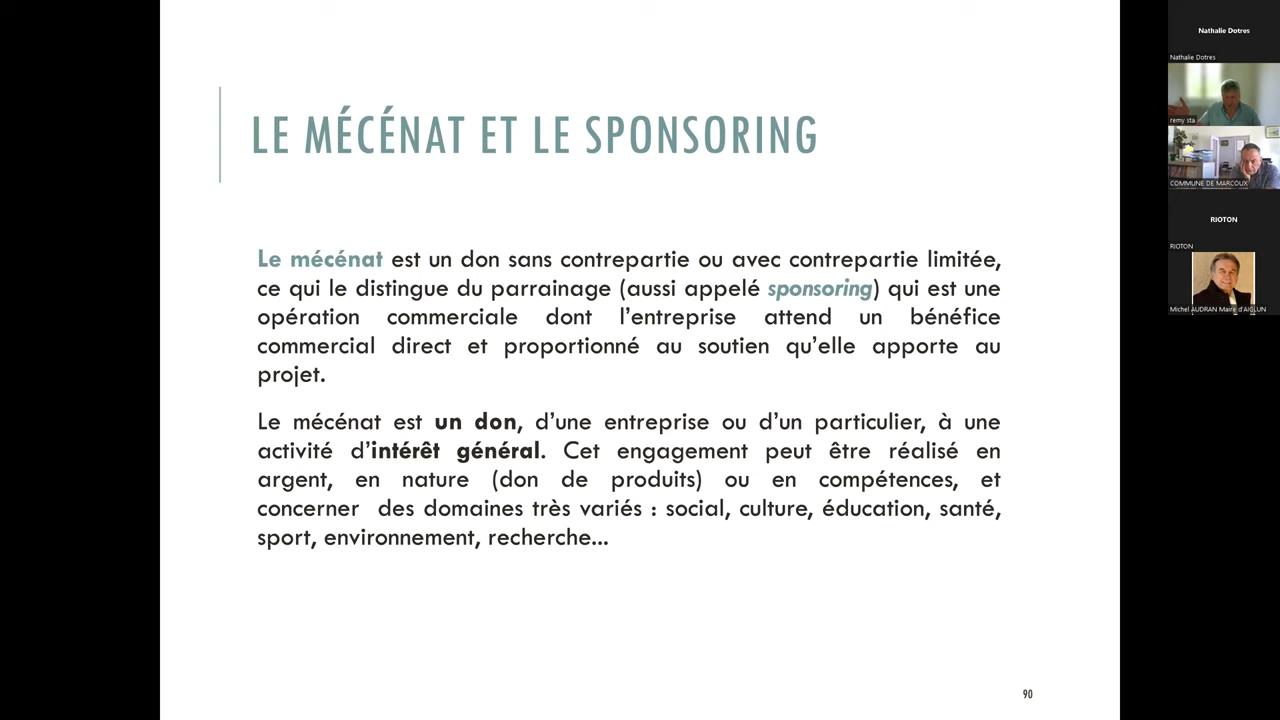 LE MÉCÉNAT ET LE SPONSORING
Le mécénat est un don sans contrepartie ou avec contrepartie limitée,
ce qui le distingue du parrainage (aussi appelé sponsoring) qui est une
opération commerciale dont l’entreprise attend un bénéfice
commercial direct et proportionné au soutien qu’elle apporte au
projet.
Le mécénat est un don, d’une entreprise ou d’un particulier, à une
activité d’intérêt général. Cet engagement peut être réalisé en
argent, en nature (don de produits) ou en compétences, et
concerner des domaines très variés : social, culture, éducation, santé,
sport, environnement, recherche...
90
Nathalie Dotres
Nathalie Dotres
remy sta
COMMUNE DE MARCOUX
RIOTON
RIOTON
Michel AUDRAN Maire d'AIGLUN